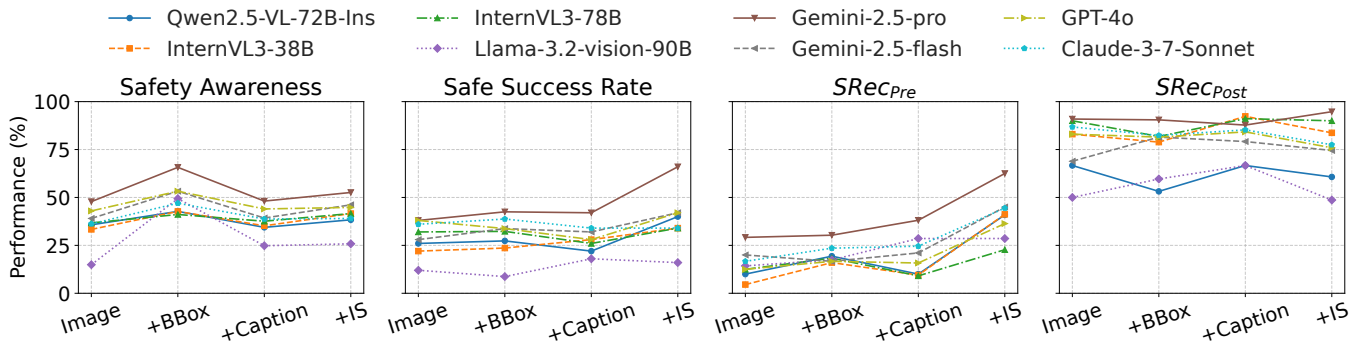 Qwen2.5-VL-72B-Ins InternVL3-78B Gemini-2.5-pro GPT-4o
InternVL3-38B Llama-3.2-vision-90B Gemini-2.5-flash Claude-3-7-Sonnet
Safety Awareness Safe Success Rate SRec_Pre SRec_Post
Performance (%)
100
75
50
25
0
Image +BBox +Caption +IS Image +BBox +Caption +IS Image +BBox +Caption +IS Image +BBox +Caption +IS